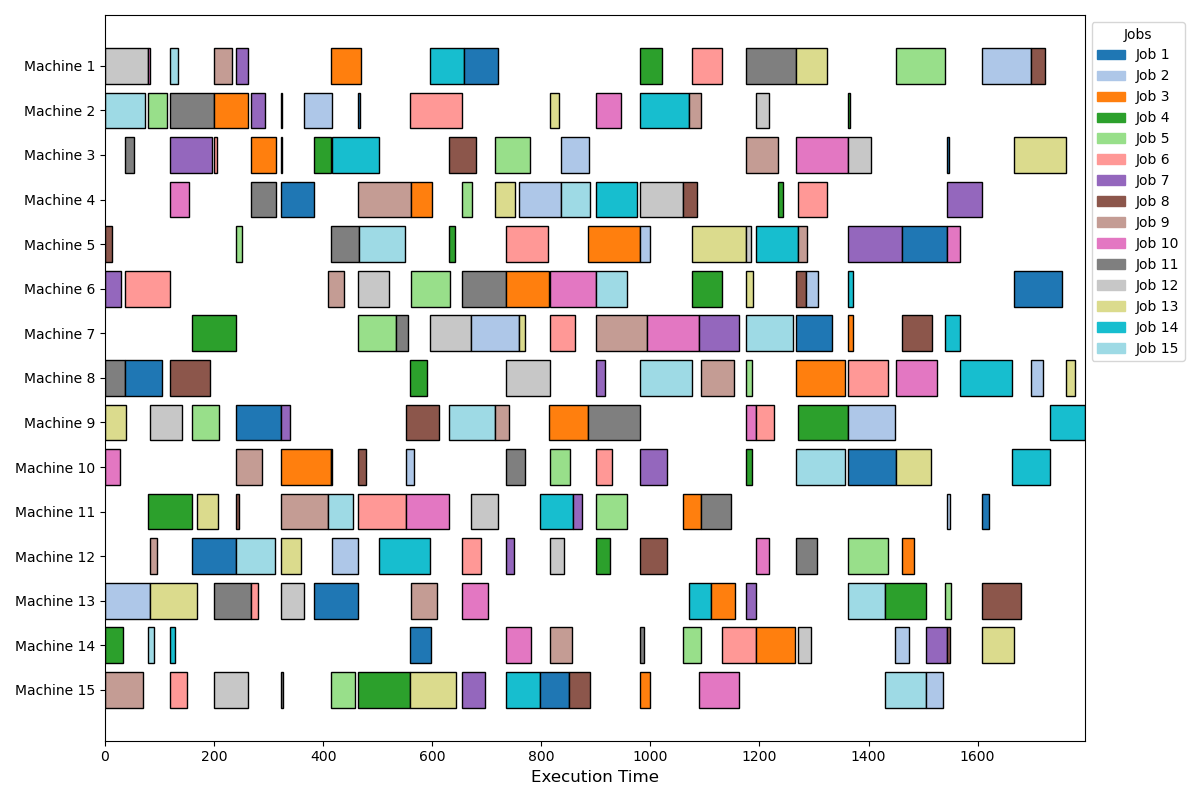 Machine 1
Machine 2
Machine 3
Machine 4
Machine 5
Machine 6
Machine 7
Machine 8
Machine 9
Machine 10
Machine 11
Machine 12
Machine 13
Machine 14
Machine 15
0 200 400 600 800 1000 1200 1400 1600
Execution Time
Jobs
Job 1
Job 2
Job 3
Job 4
Job 5
Job 6
Job 7
Job 8
Job 9
Job 10
Job 11
Job 12
Job 13
Job 14
Job 15